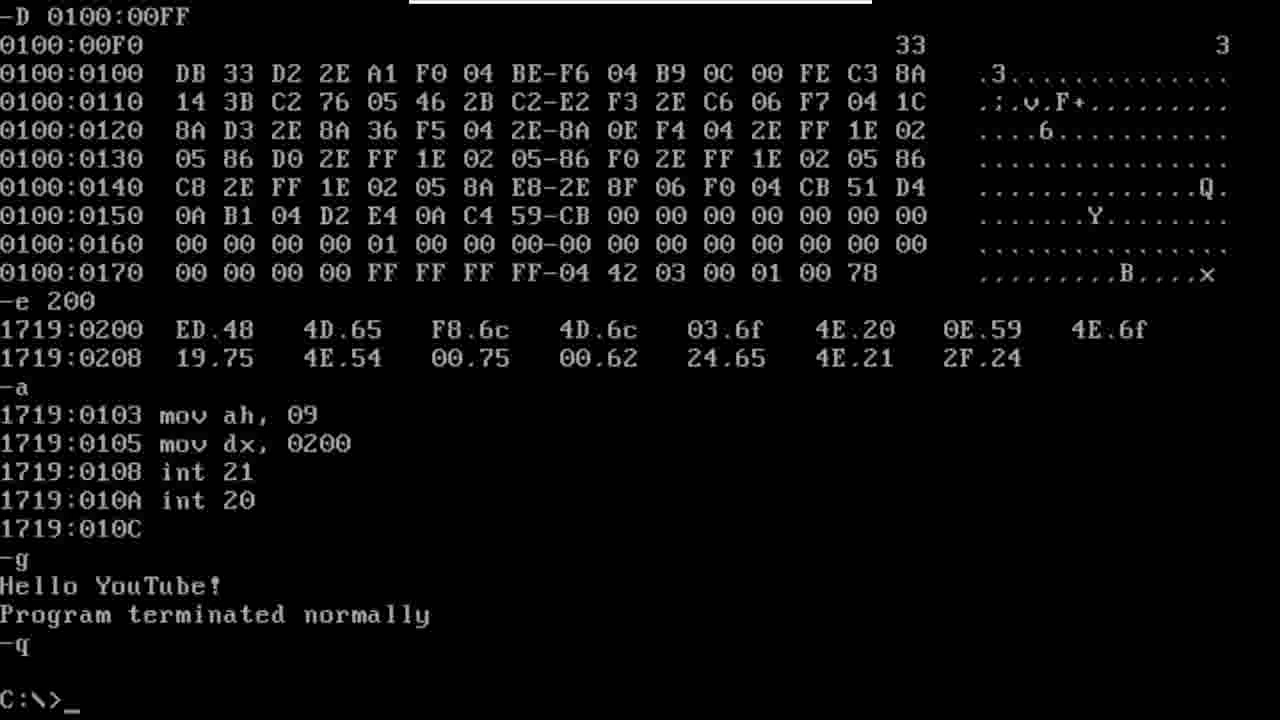 -D 0100:00FF
0100:00F0                                               33                  3
0100:0100  DB 33 D2 2E A1 F0 04 BE-F6 04 B9 0C 00 FE C3 8A   .3..............
0100:0110  14 3B C2 76 05 46 2B C2-E2 F3 2E C6 06 F7 04 1C   .;.v.F+.........
0100:0120  8A D3 2E 8A 36 F5 04 2E-8A 0E F4 04 2E FF 1E 02   ....6...........
0100:0130  05 86 D0 2E FF 1E 02 05-86 F0 2E FF 1E 02 05 86   ................
0100:0140  C8 2E FF 1E 02 05 8A E8-2E 8F 06 F0 04 CB 51 D4   ..............Q.
0100:0150  0A B1 04 D2 E4 0A C4 59-CB 00 00 00 00 00 00 00   .......Y........
0100:0160  00 00 00 00 01 00 00 00-00 00 00 00 00 00 00 00   ................
0100:0170  00 00 00 00 FF FF FF FF-04 42 03 00 01 00 78      .........B....x
-e 200
1719:0200  ED.48   4D.65   F8.6c   4D.6c   03.6f   4E.20   0E.59   4E.6f
1719:0208  19.75   4E.54   00.75   00.62   24.65   4E.21   2F.24
-a
1719:0103 mov ah, 09
1719:0105 mov dx, 0200
1719:0108 int 21
1719:010A int 20
1719:010C
-g
Hello YouTube!
Program terminated normally
-q
C:\>_